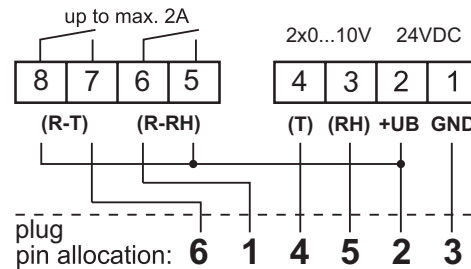 up to max. 2A
2x0...10V 24VDC
8 7 6 5 4 3 2 1
(R-T) (R-RH) (T) (RH) +UB GND
plug
pin allocation: 6 1 4 5 2 3